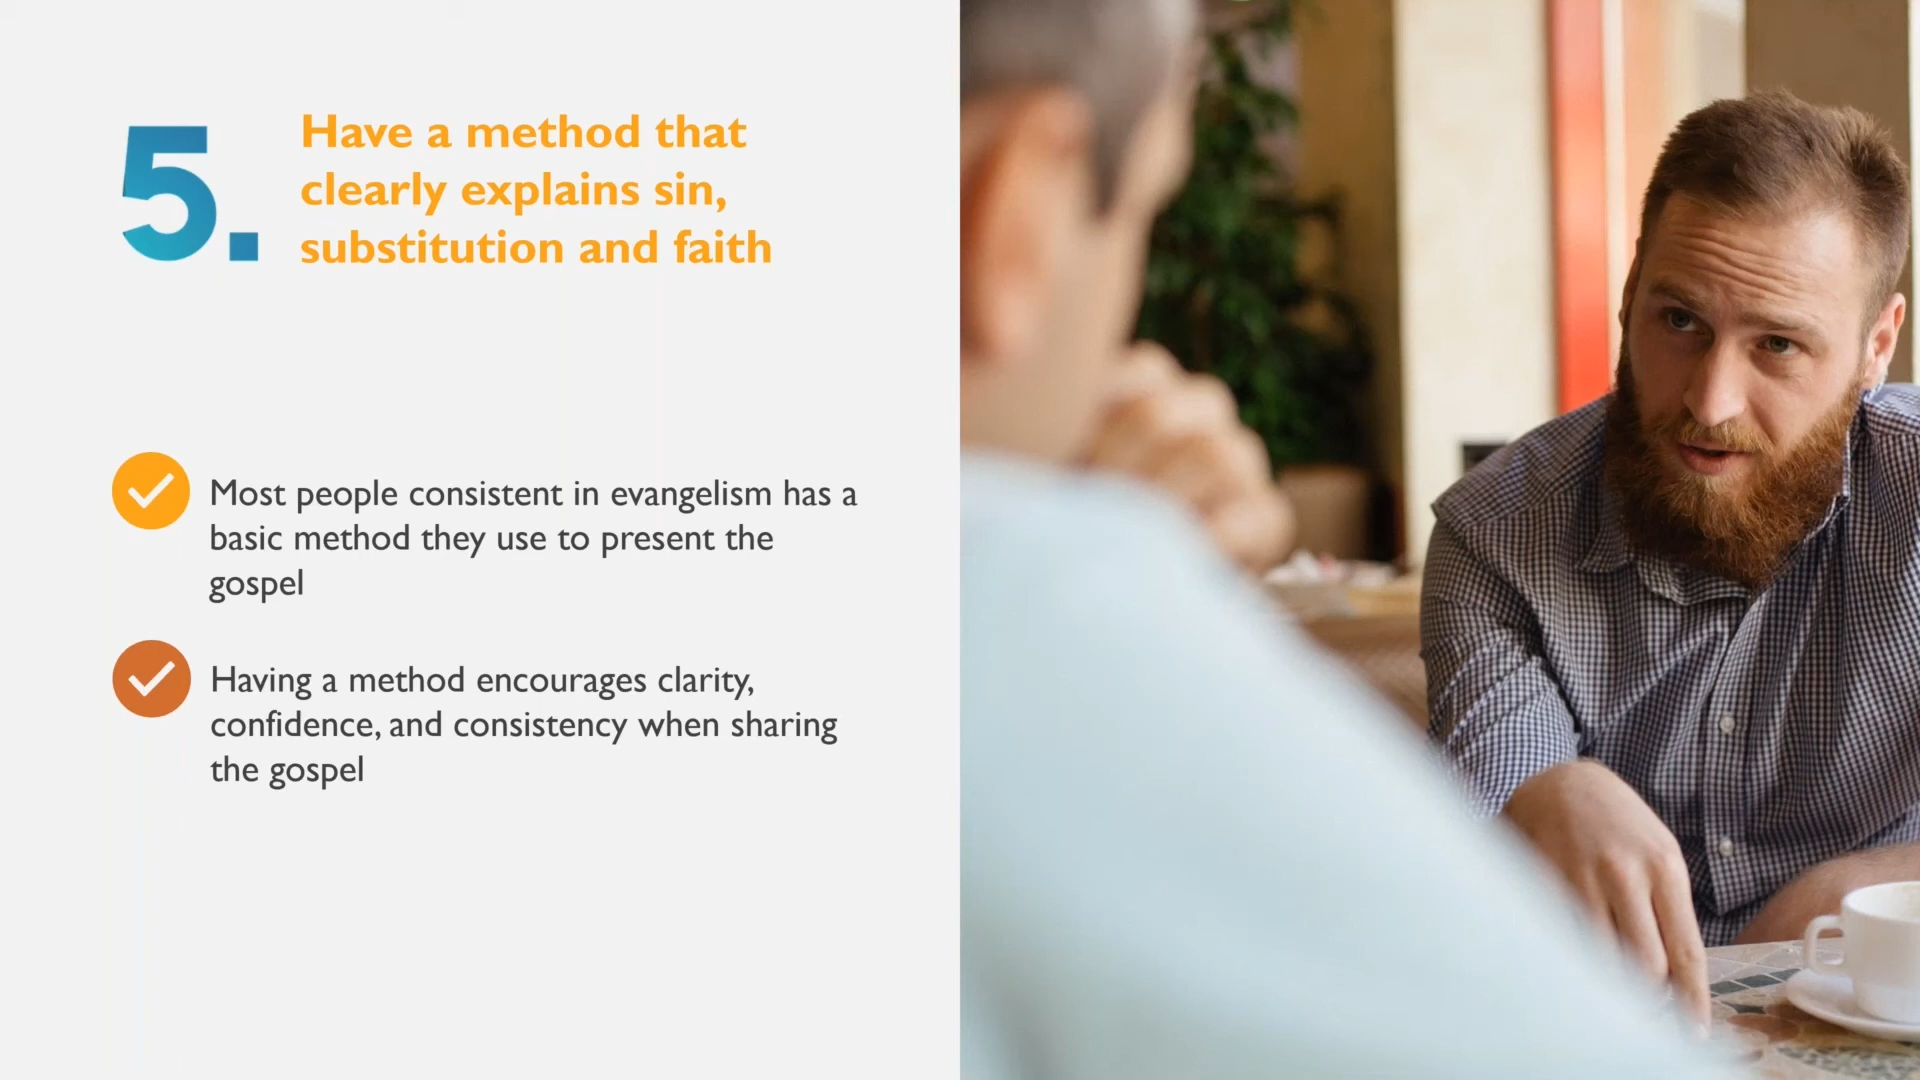 5.
Have a method that
clearly explains sin,
substitution and faith
Most people consistent in evangelism has a
basic method they use to present the
gospel
Having a method encourages clarity,
confidence, and consistency when sharing
the gospel